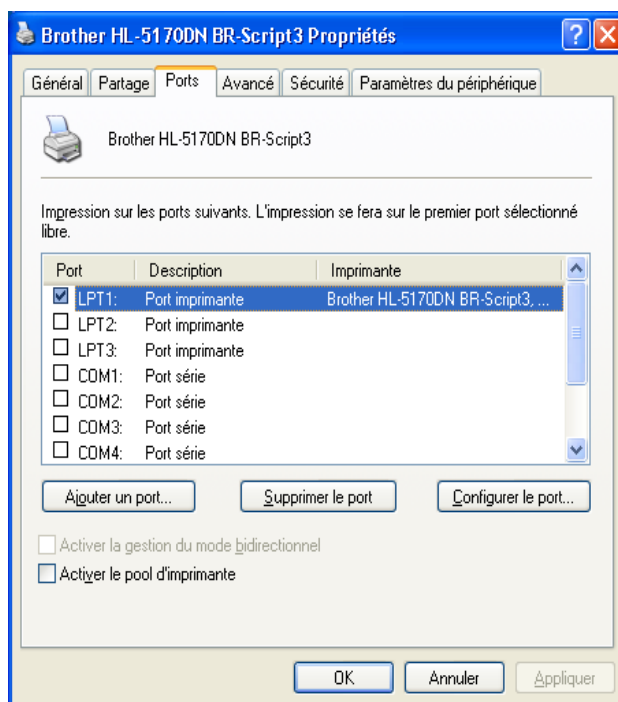 Brother HL-5170DN BR-Script3 Propriétés
Général Partage Ports Avancé Sécurité Paramètres du périphérique
Brother HL-5170DN BR-Script3
Impression sur les ports suivants. L'impression se fera sur le premier port sélectionné
libre.
Port Description Imprimante
LPT1: Port imprimante Brother HL-5170DN BR-Script3, ...
LPT2: Port imprimante
LPT3: Port imprimante
COM1: Port série
COM2: Port série
COM3: Port série
COM4: Port série
Ajouter un port... Supprimer le port Configurer le port...
Activer la gestion du mode bidirectionnel
Activer le pool d'imprimante
OK Annuler Appliquer